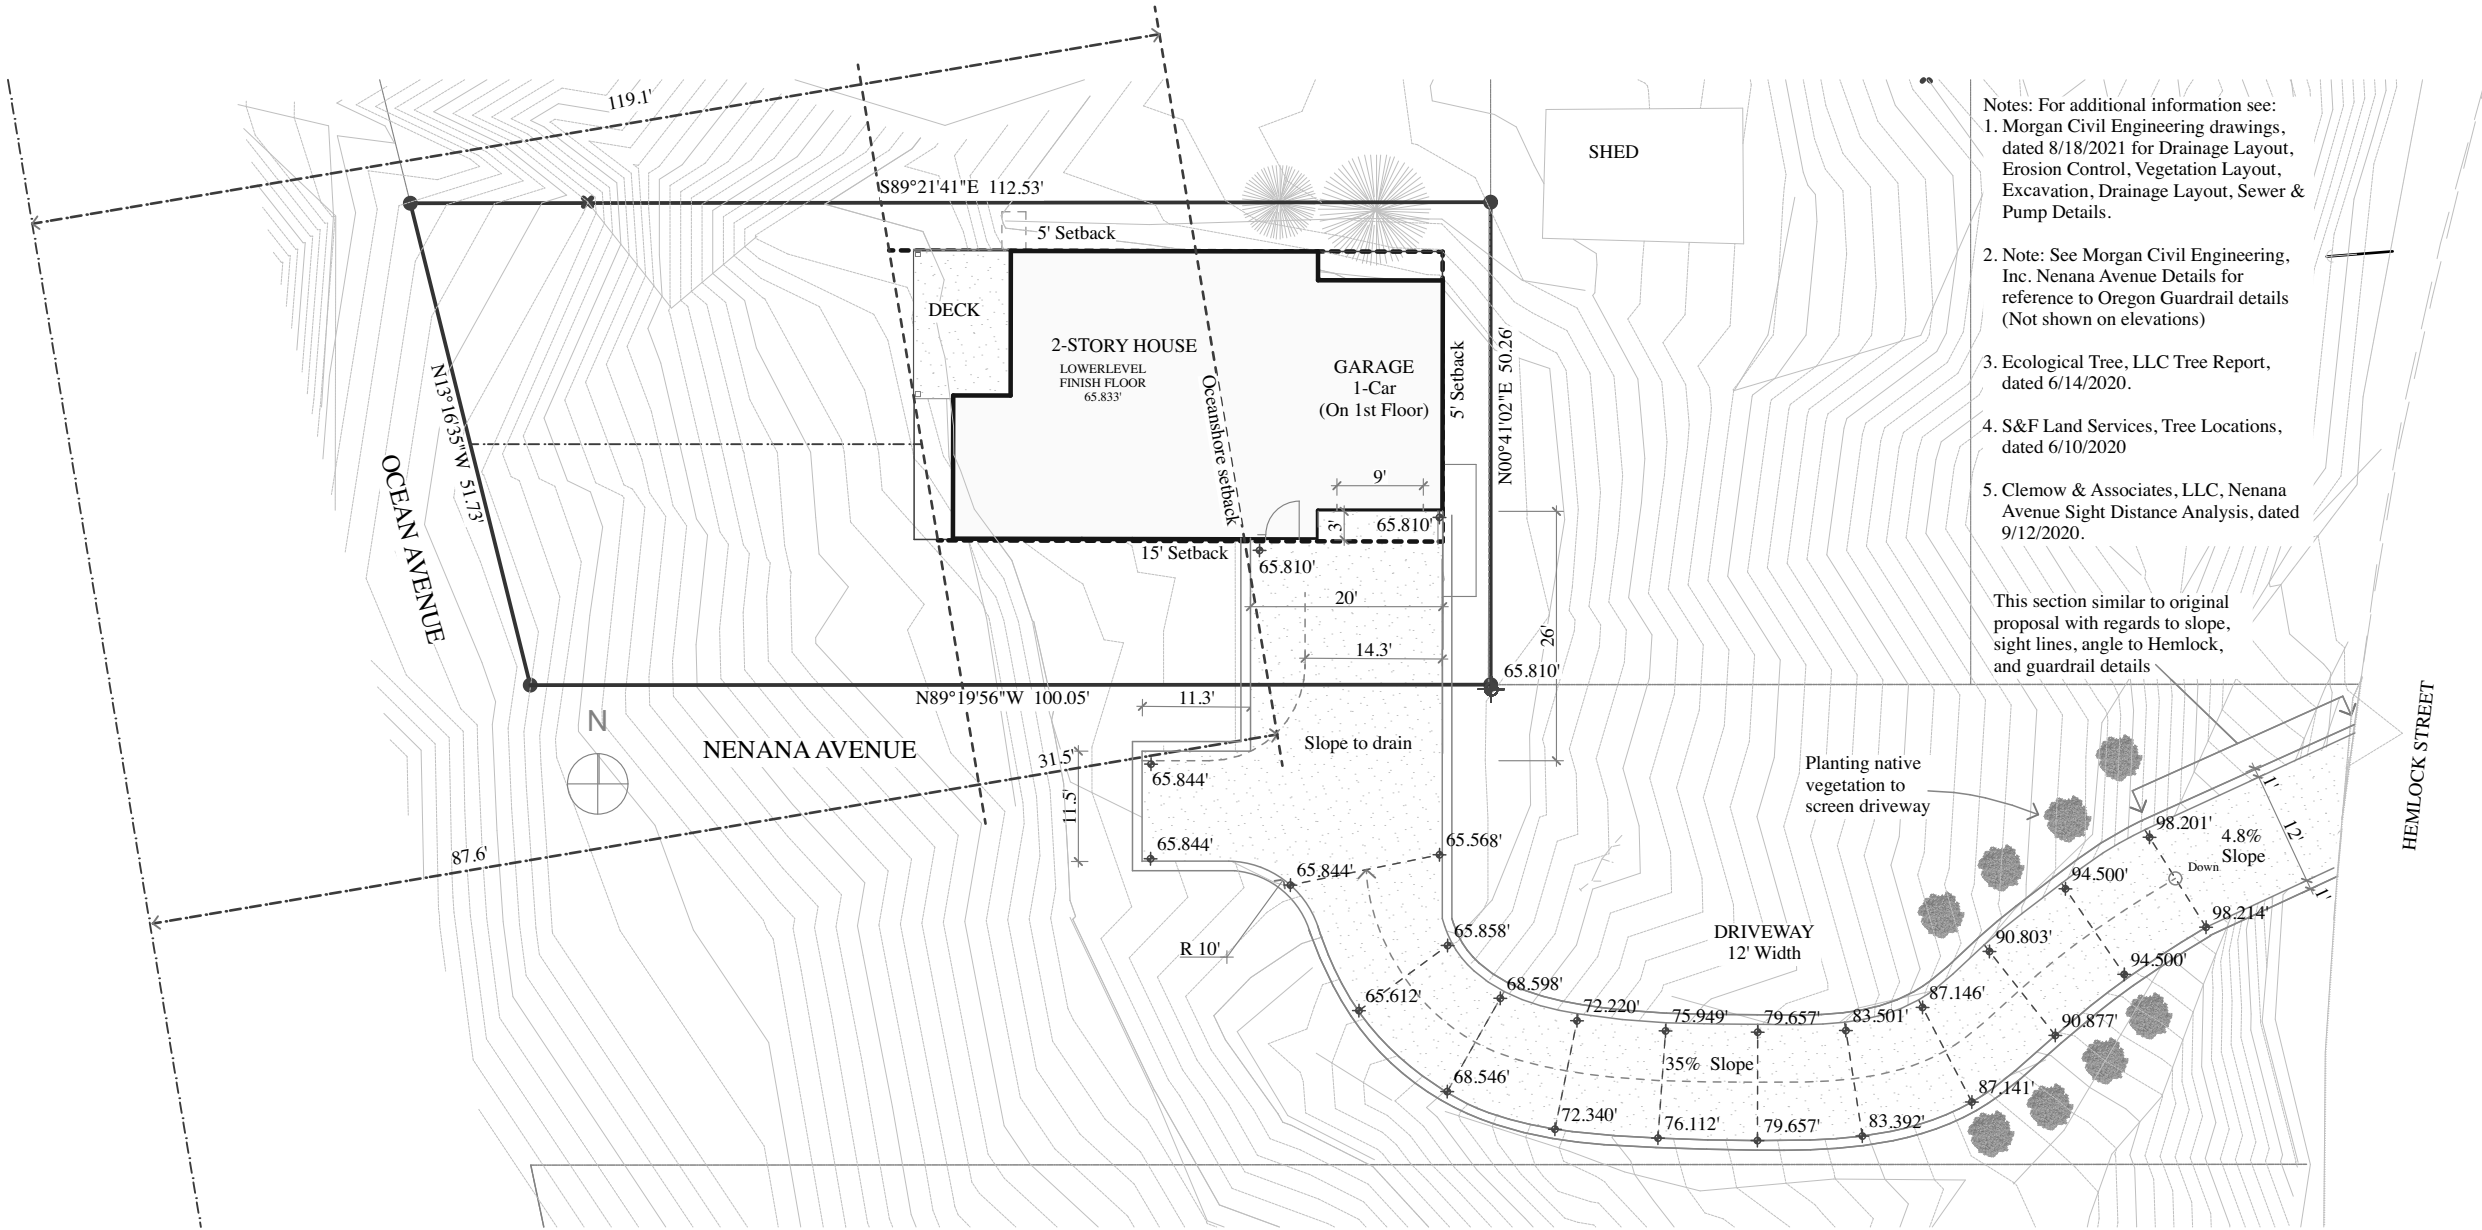 119.1'
S89°21'41"E 112.53'
5' Setback
SHED
DECK
2-STORY HOUSE
LOWERLEVEL
FINISH FLOOR
65.833'
GARAGE
1-Car
(On 1st Floor)
5' Setback
N00°41'02"E 50.26'
Oceanshore setback
N13°16'35"W 51.73'
OCEAN AVENUE
9'
3'
65.810'
15' Setback
65.810'
20'
14.3'
26'
65.810'
N89°19'56"W 100.05'
11.3'
N
NENANA AVENUE
31.5'
11.5'
87.6'
Slope to drain
65.844'
65.844'
65.844'
65.568'
R 10'
65.858'
65.612'
68.598'
68.546'
72.220'
72.340'
75.949'
76.112'
35% Slope
79.657'
79.657'
83.501'
83.392'
87.146'
87.141'
90.803'
90.877'
94.500'
94.500'
98.201'
98.214'
DRIVEWAY
12' Width
4.8%
Slope
Down
1'
12'
1'
HEMLOCK STREET
Planting native
vegetation to
screen driveway
This section similar to original
proposal with regards to slope,
sight lines, angle to Hemlock,
and guardrail details
Notes: For additional information see:
1. Morgan Civil Engineering drawings,
dated 8/18/2021 for Drainage Layout,
Erosion Control, Vegetation Layout,
Excavation, Drainage Layout, Sewer &
Pump Details.
2. Note: See Morgan Civil Engineering,
Inc. Nenana Avenue Details for
reference to Oregon Guardrail details
(Not shown on elevations)
3. Ecological Tree, LLC Tree Report,
dated 6/14/2020.
4. S&F Land Services, Tree Locations,
dated 6/10/2020
5. Clemow & Associates, LLC, Nenana
Avenue Sight Distance Analysis, dated
9/12/2020.